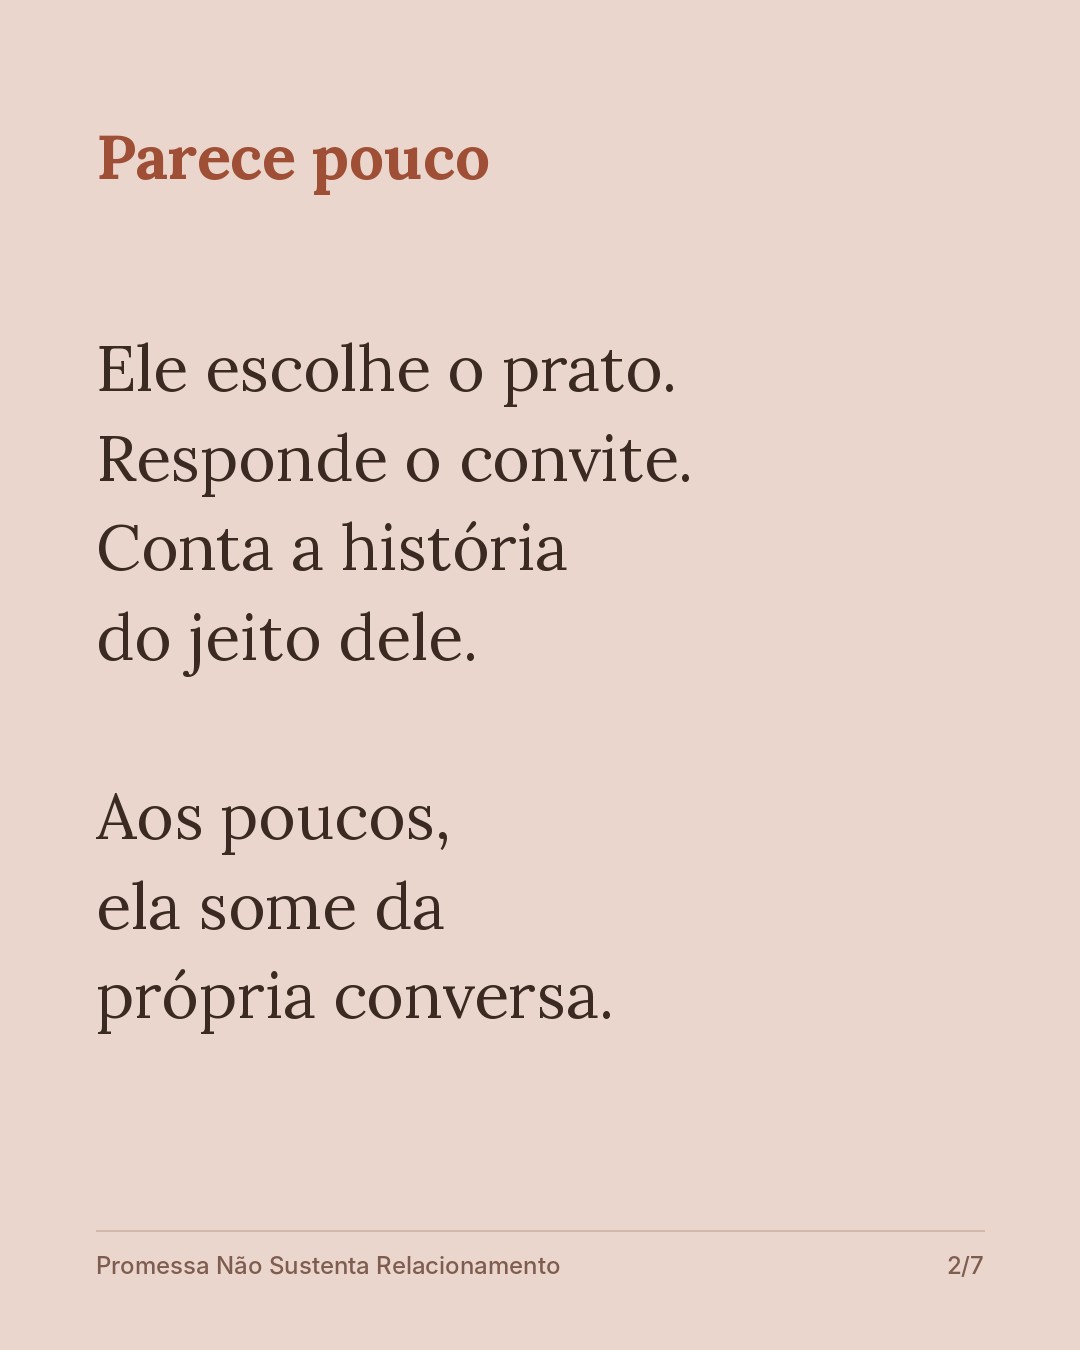 Parece pouco
Ele escolhe o prato.
Responde o convite.
Conta a história
do jeito dele.
Aos poucos,
ela some da
própria conversa.
Promessa Não Sustenta Relacionamento
2/7